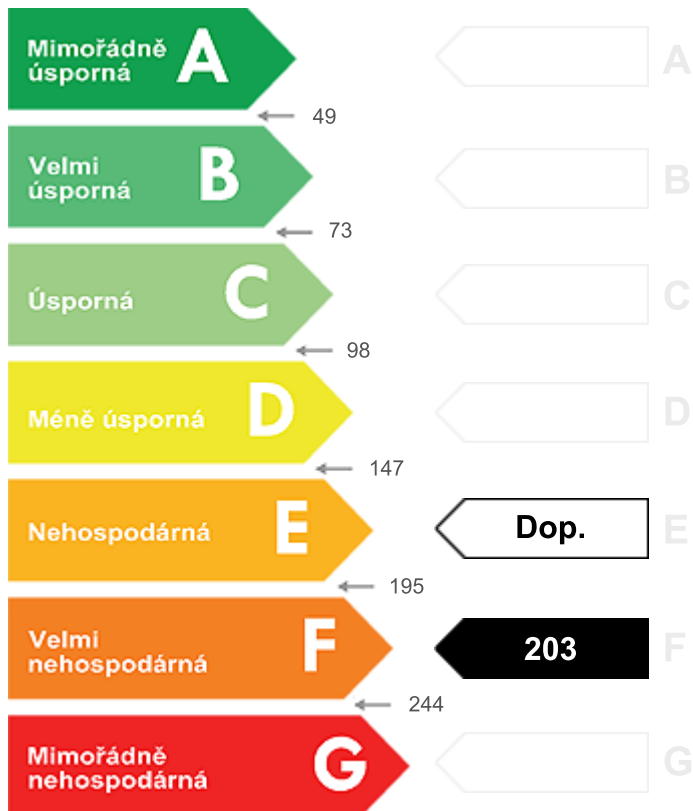 Mimořádně
úsporná A
A
49
Velmi
úsporná B
B
73
Úsporná C
C
98
Méně úsporná D
D
147
Nehospodárná E
Dop.
E
195
Velmi
nehospodárná F
203
F
244
Mimořádně
nehospodárná G
G